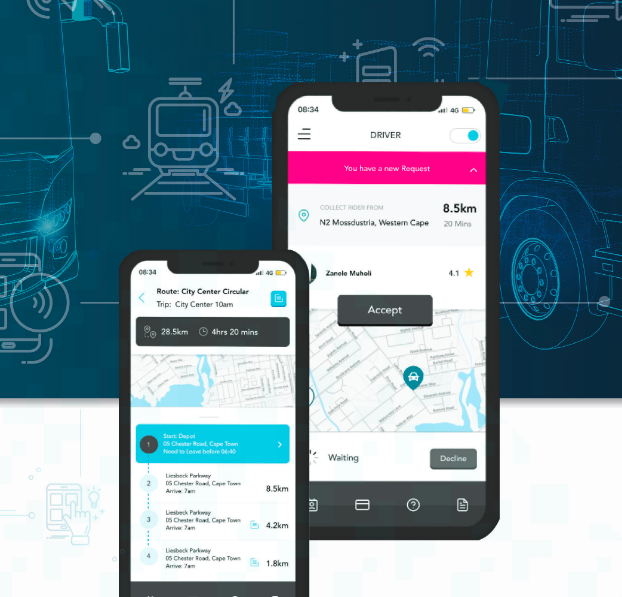 08:34
4G
DRIVER
You have a new Request
COLLECT RIDER FROM
8.5km
N2 Mossdustria, Western Cape
20 Mins
Zanele Muholi
4.1
Accept
Waiting
Decline
08:34
4G
Route: City Center Circular
Trip: City Center 10am
28.5km
4hrs 20 mins
1
Start: Depot
05 Chester Road, Cape Town
Need to Leave before 06:40
2
Liesbeck Parkway
05 Chester Road, Cape Town
Arrive: 7am
8.5km
3
Liesbeck Parkway
05 Chester Road, Cape Town
Arrive: 7am
4.2km
4
Liesbeck Parkway
05 Chester Road, Cape Town
Arrive: 7am
1.8km